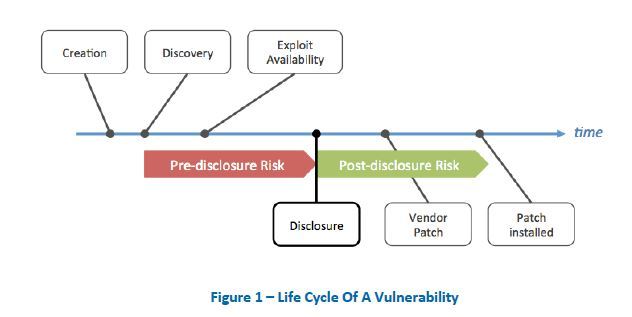 Creation
Discovery
Exploit
Availability
time
Pre-disclosure Risk
Post-disclosure Risk
Disclosure
Vendor
Patch
Patch
installed
Figure 1 – Life Cycle Of A Vulnerability